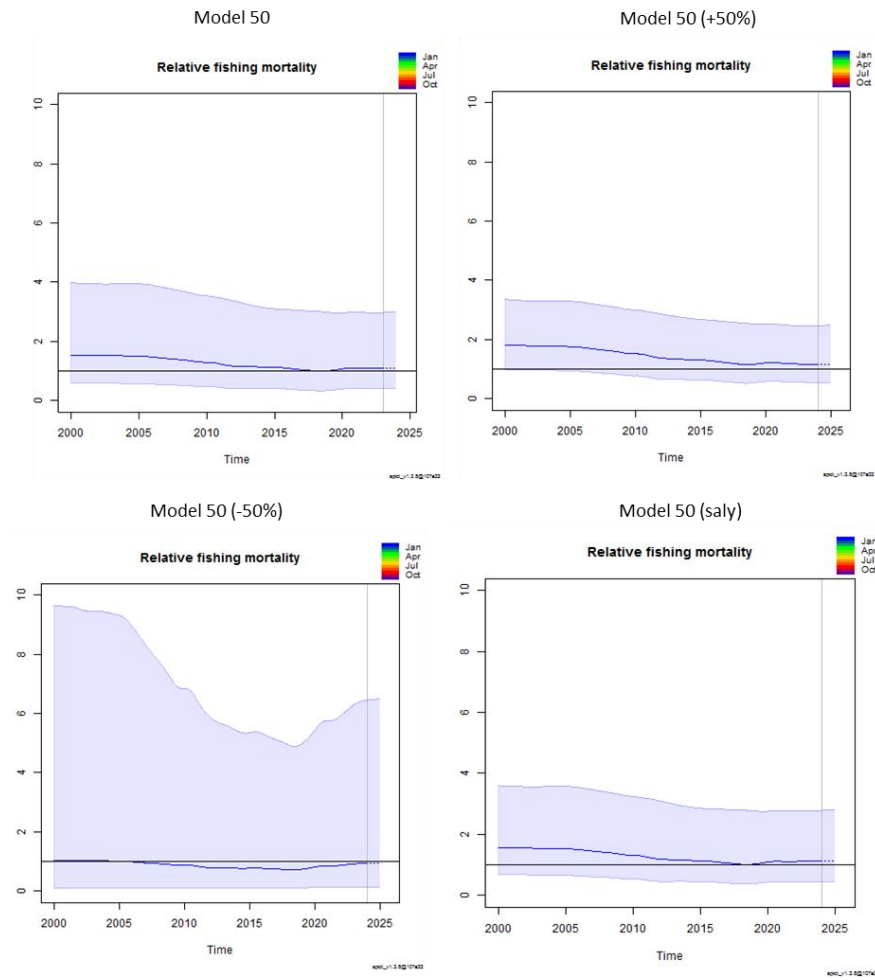 Model 50
Model 50 (+50%)
Relative fishing mortality
Jan
Apr
Jul
Oct
10
8
6
4
2
0
2000 2005 2010 2015 2020 2025
Time
Relative fishing mortality
Jan
Apr
Jul
Oct
10
8
6
4
2
0
2000 2005 2010 2015 2020 2025
Time
Model 50 (-50%)
Model 50 (saly)
Relative fishing mortality
Jan
Apr
Jul
Oct
10
8
6
4
2
0
2000 2005 2010 2015 2020 2025
Time
Relative fishing mortality
Jan
Apr
Jul
Oct
10
8
6
4
2
0
2000 2005 2010 2015 2020 2025
Time